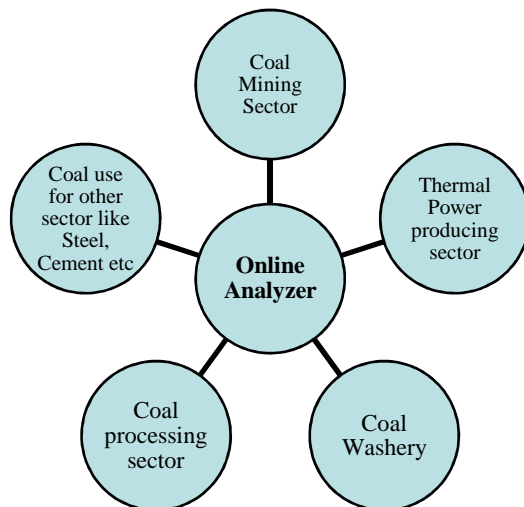 Coal
Mining
Sector
Coal use
for other
sector like
Steel,
Cement etc
Thermal
Power
producing
sector
Online
Analyzer
Coal
processing
sector
Coal
Washery